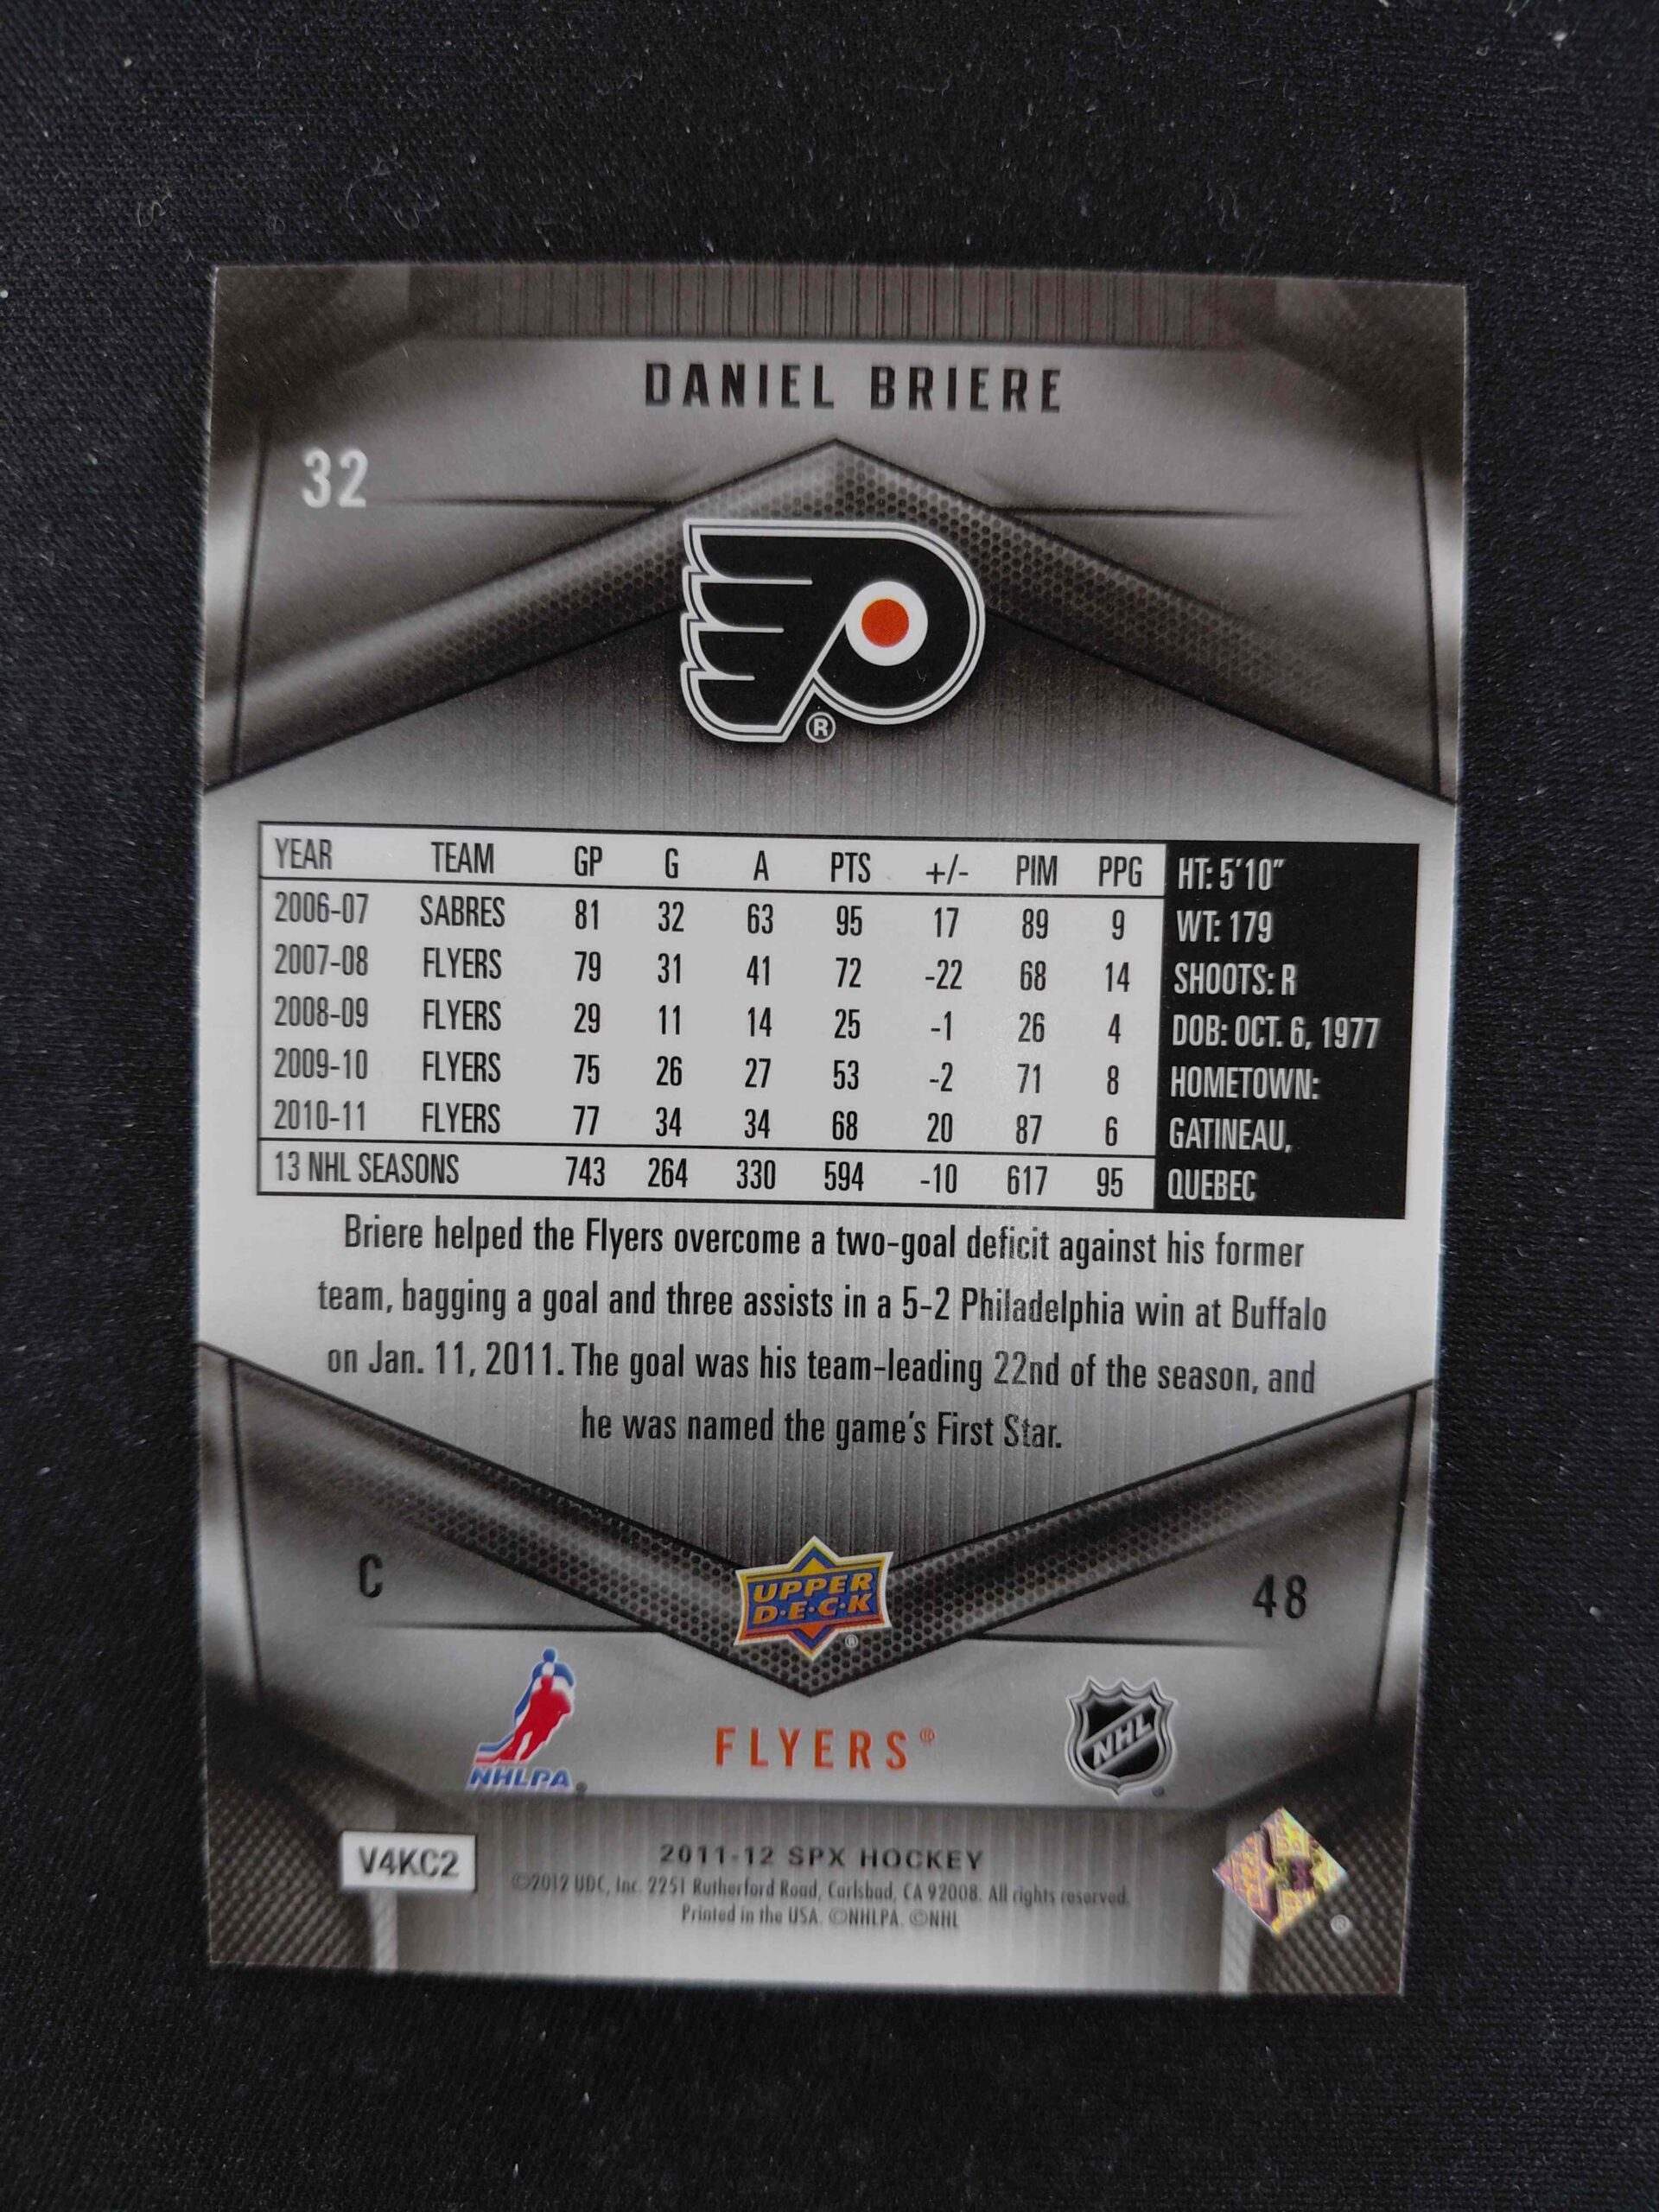 DANIEL BRIERE
32
®
YEAR TEAM GP G A PTS +/- PIM PPG
2006-07 SABRES 81 32 63 95 17 89 9
2007-08 FLYERS 79 31 41 72 -22 68 14
2008-09 FLYERS 29 11 14 25 -1 26 4
2009-10 FLYERS 75 26 27 53 -2 71 8
2010-11 FLYERS 77 34 34 68 20 87 6
13 NHL SEASONS 743 264 330 594 -10 617 95
HT: 5'10"
WT: 179
SHOOTS: R
DOB: OCT. 6, 1977
HOMETOWN:
GATINEAU,
QUEBEC
Briere helped the Flyers overcome a two-goal deficit against his former
team, bagging a goal and three assists in a 5-2 Philadelphia win at Buffalo
on Jan. 11, 2011. The goal was his team-leading 22nd of the season, and
he was named the game's First Star.
C
UPPER
D·E·C·K
®
48
NHLPA
FLYERS®
NHL
V4KC2
2011-12 SPX HOCKEY
©2012 UDC, Inc. 2251 Rutherford Road, Carlsbad, CA 92008. All rights reserved.
Printed in the USA. ©NHLPA. ©NHL
®